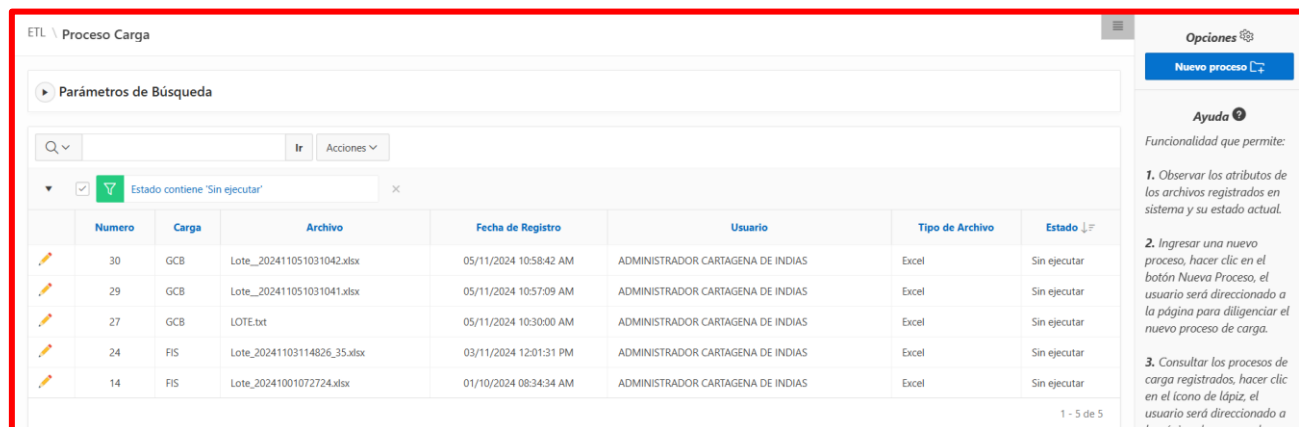 ETL \ Proceso Carga
Parámetros de Búsqueda
Ir Acciones
Estado contiene 'Sin ejecutar'
Numero Carga Archivo Fecha de Registro Usuario Tipo de Archivo Estado
30 GCB Lote__202411051031042.xlsx 05/11/2024 10:58:42 AM ADMINISTRADOR CARTAGENA DE INDIAS Excel Sin ejecutar
29 GCB Lote_202411051031041.xlsx 05/11/2024 10:57:09 AM ADMINISTRADOR CARTAGENA DE INDIAS Excel Sin ejecutar
27 GCB LOTE.txt 05/11/2024 10:30:00 AM ADMINISTRADOR CARTAGENA DE INDIAS Excel Sin ejecutar
24 FIS Lote_20241103114826_35.xlsx 03/11/2024 12:01:31 PM ADMINISTRADOR CARTAGENA DE INDIAS Excel Sin ejecutar
14 FIS Lote_20241001072724.xlsx 01/10/2024 08:34:34 AM ADMINISTRADOR CARTAGENA DE INDIAS Excel Sin ejecutar
1 - 5 de 5
Opciones
Nuevo proceso
Ayuda
Funcionalidad que permite:
1. Observar los atributos de
los archivos registrados en
sistema y su estado actual.
2. Ingresar una nuevo
proceso, hacer clic en el
botón Nueva Proceso, el
usuario será direccionado a
la página para diligenciar el
nuevo proceso de carga.
3. Consultar los procesos de
carga registrados, hacer clic
en el ícono de lápiz, el
usuario será direccionado a